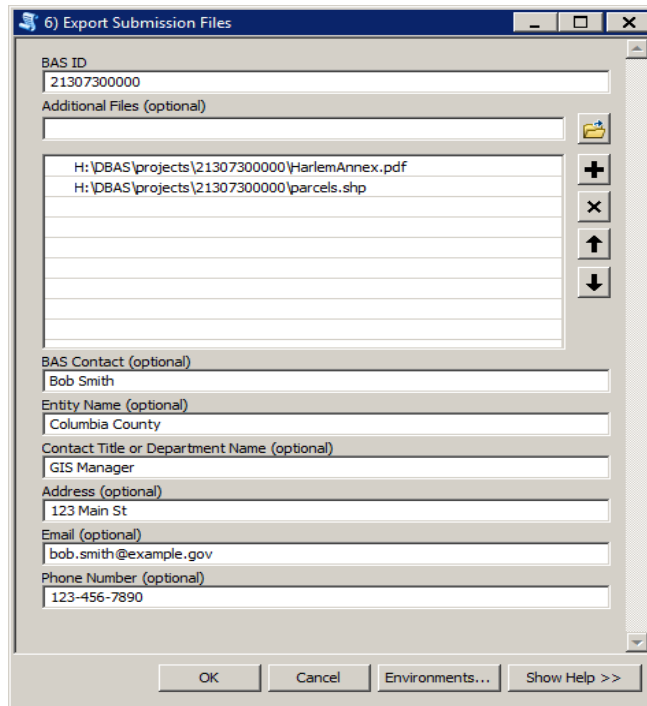 6) Export Submission Files
BAS ID
21307300000
Additional Files (optional)
H:\DBAS\projects\21307300000\HarlemAnnex.pdf
H:\DBAS\projects\21307300000\parcels.shp
BAS Contact (optional)
Bob Smith
Entity Name (optional)
Columbia County
Contact Title or Department Name (optional)
GIS Manager
Address (optional)
123 Main St
Email (optional)
bob.smith@example.gov
Phone Number (optional)
123-456-7890
OK Cancel Environments... Show Help >>